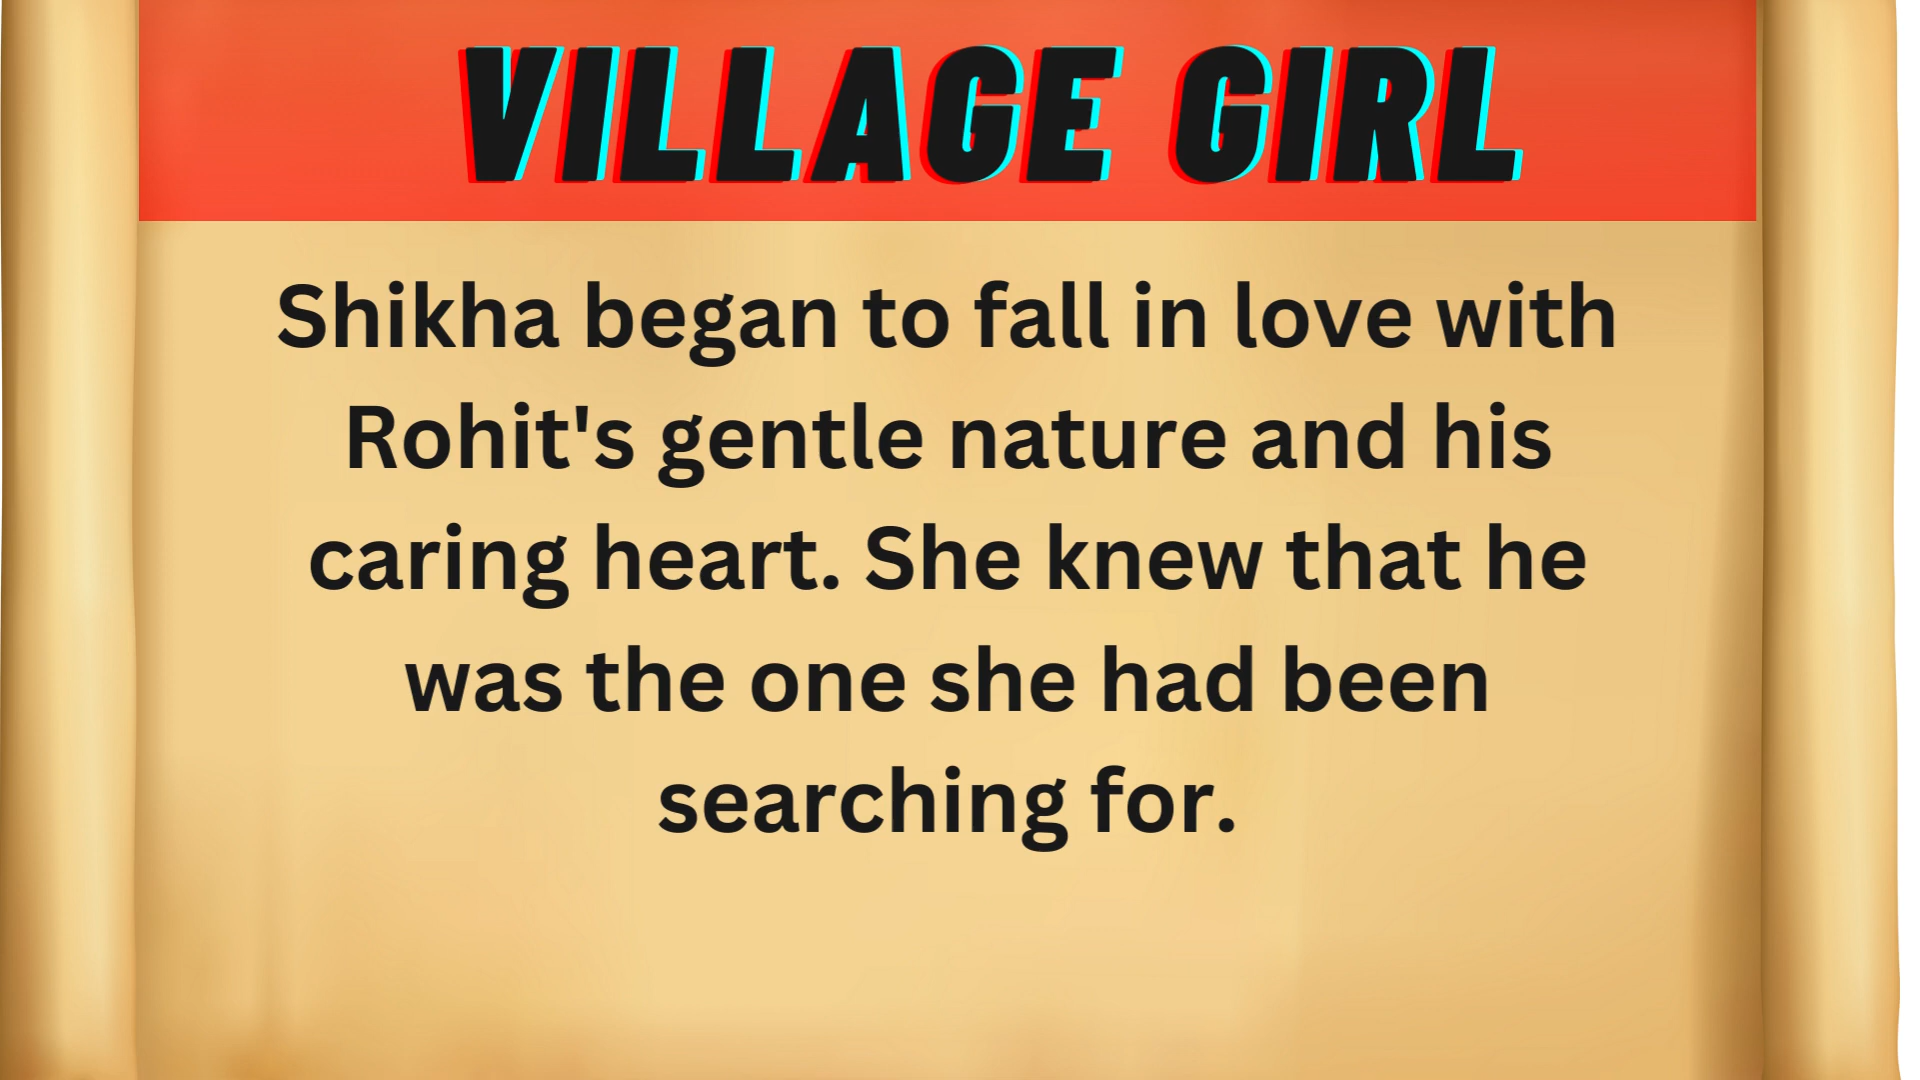 VILLAGE GIRL
Shikha began to fall in love with
Rohit's gentle nature and his
caring heart. She knew that he
was the one she had been
searching for.